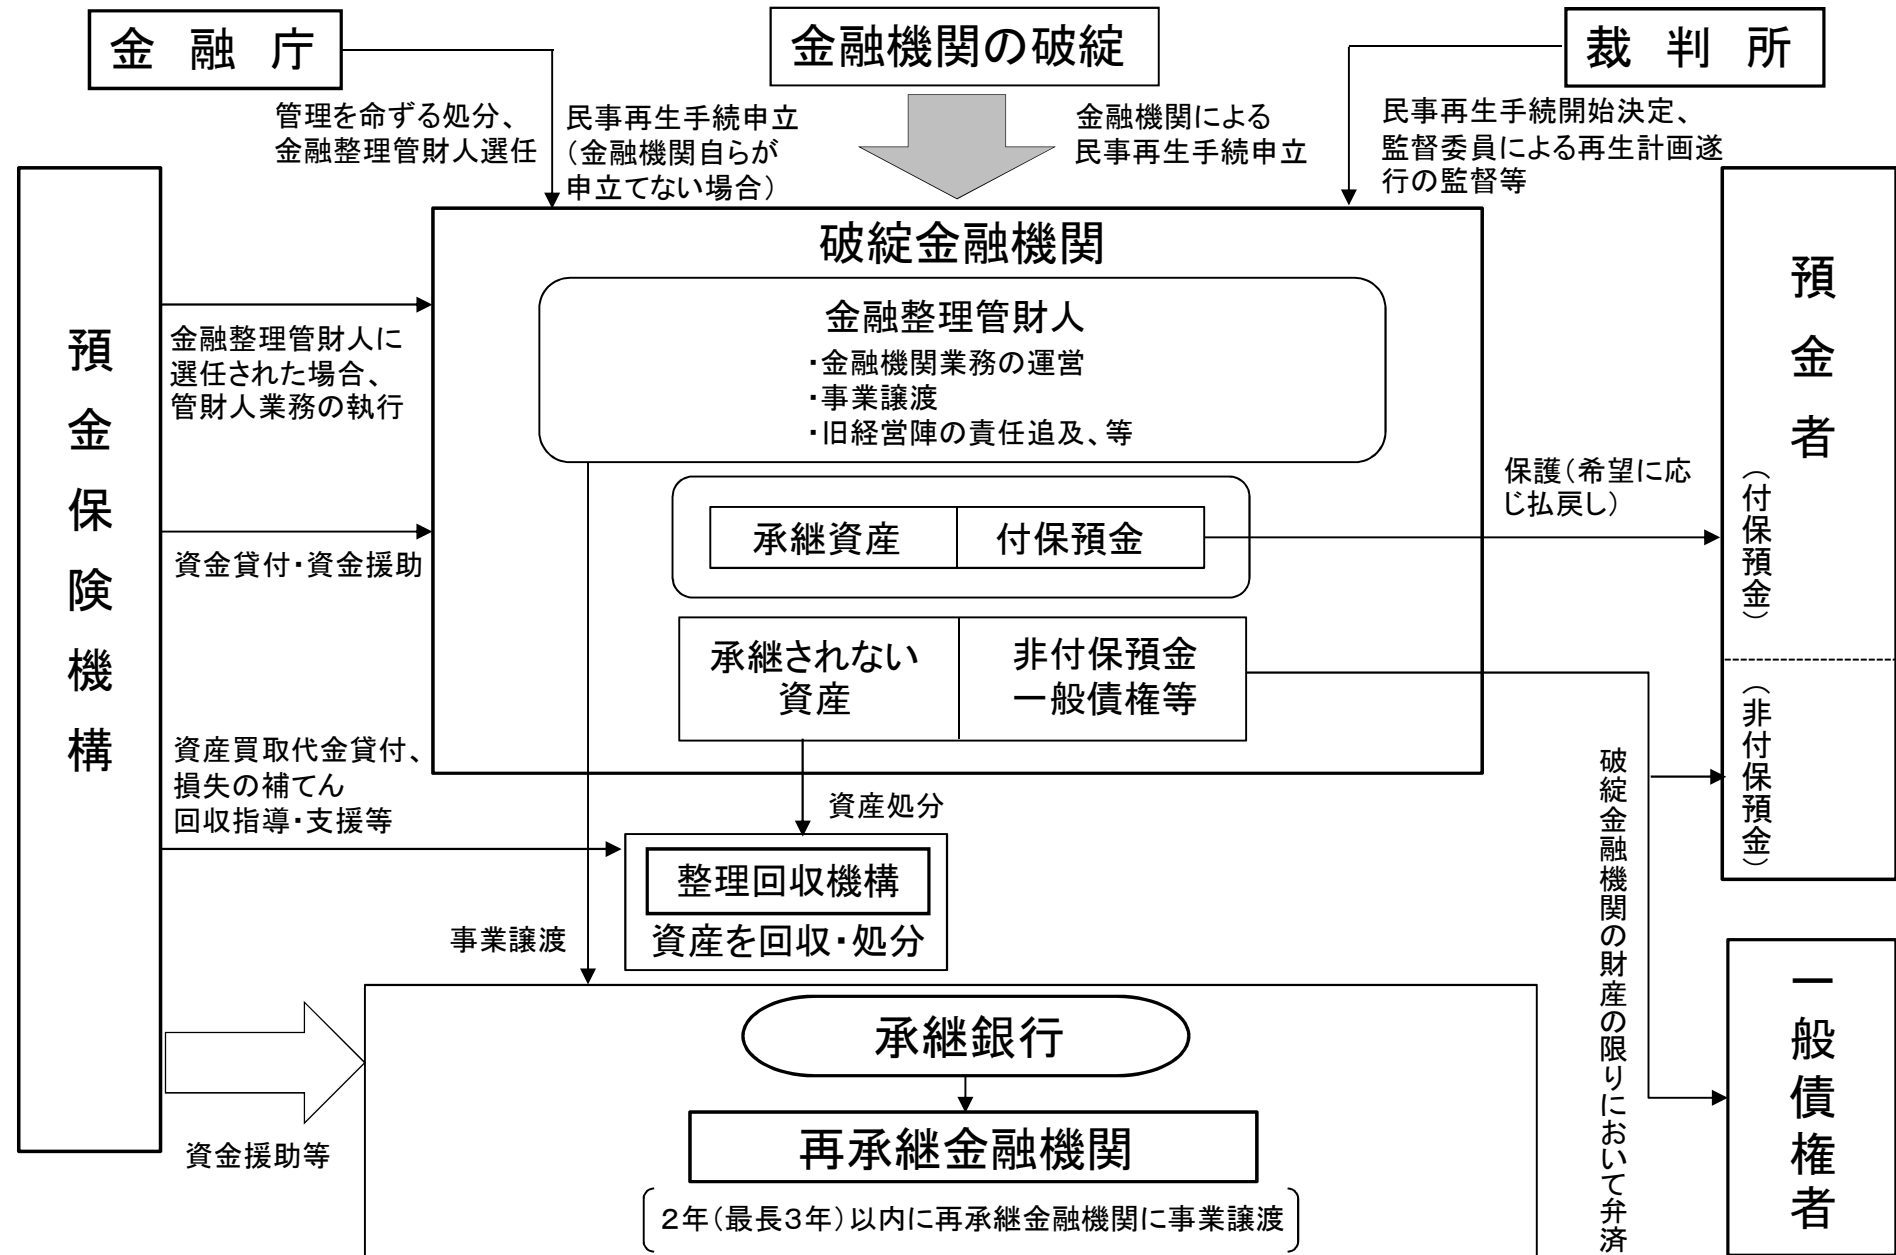 金融庁
金融機関の破綻
裁判所
管理を命ずる処分、
金融整理管財人選任
民事再生手続申立
（金融機関自らが
申立てない場合）
金融機関による
民事再生手続申立
民事再生手続開始決定、
監督委員による再生計画遂
行の監督等
預金保険機構
金融整理管財人に
選任された場合、
管財人業務の執行
資金貸付・資金援助
資産買取代金貸付、
損失の補てん
回収指導・支援等
資金援助等
破綻金融機関
金融整理管財人
・金融機関業務の運営
・事業譲渡
・旧経営陣の責任追及、等
承継資産
付保預金
承継されない
資産
非付保預金
一般債権等
保護（希望に応
じ払戻し）
預金者
（付保預金）
（非付保預金）
資産処分
整理回収機構
資産を回収・処分
事業譲渡
破綻金融機関の財産の限りにおいて弁済
一般債権者
承継銀行
再承継金融機関
２年（最長３年）以内に再承継金融機関に事業譲渡